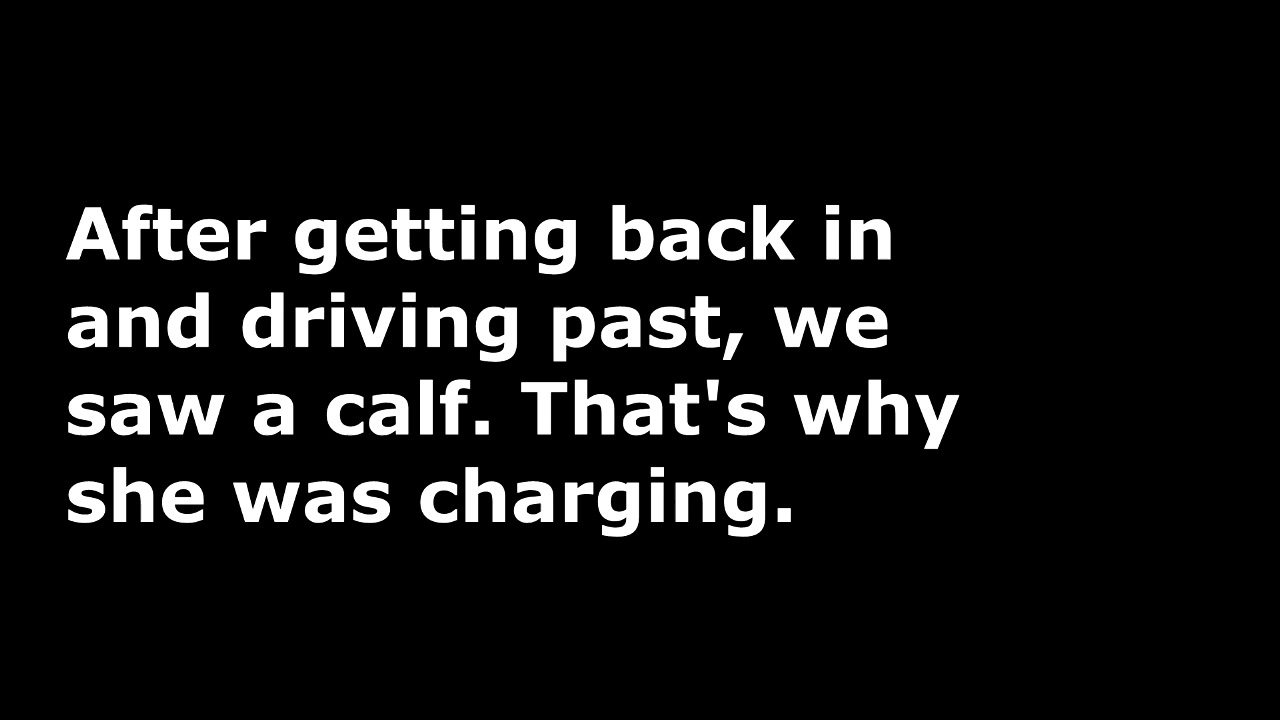 After getting back in
and driving past, we
saw a calf. That's why
she was charging.